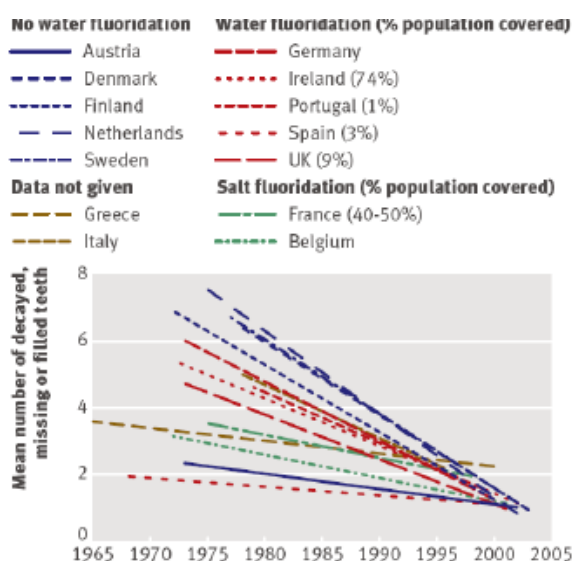 No water fluoridation Water fluoridation (% population covered)
Austria Germany
Denmark Ireland (74%)
Finland Portugal (1%)
Netherlands Spain (3%)
Sweden UK (9%)
Data not given Salt fluoridation (% population covered)
Greece France (40-50%)
Italy Belgium
Mean number of decayed,
missing or filled teeth
8
6
4
2
0
1965 1970 1975 1980 1985 1990 1995 2000 2005